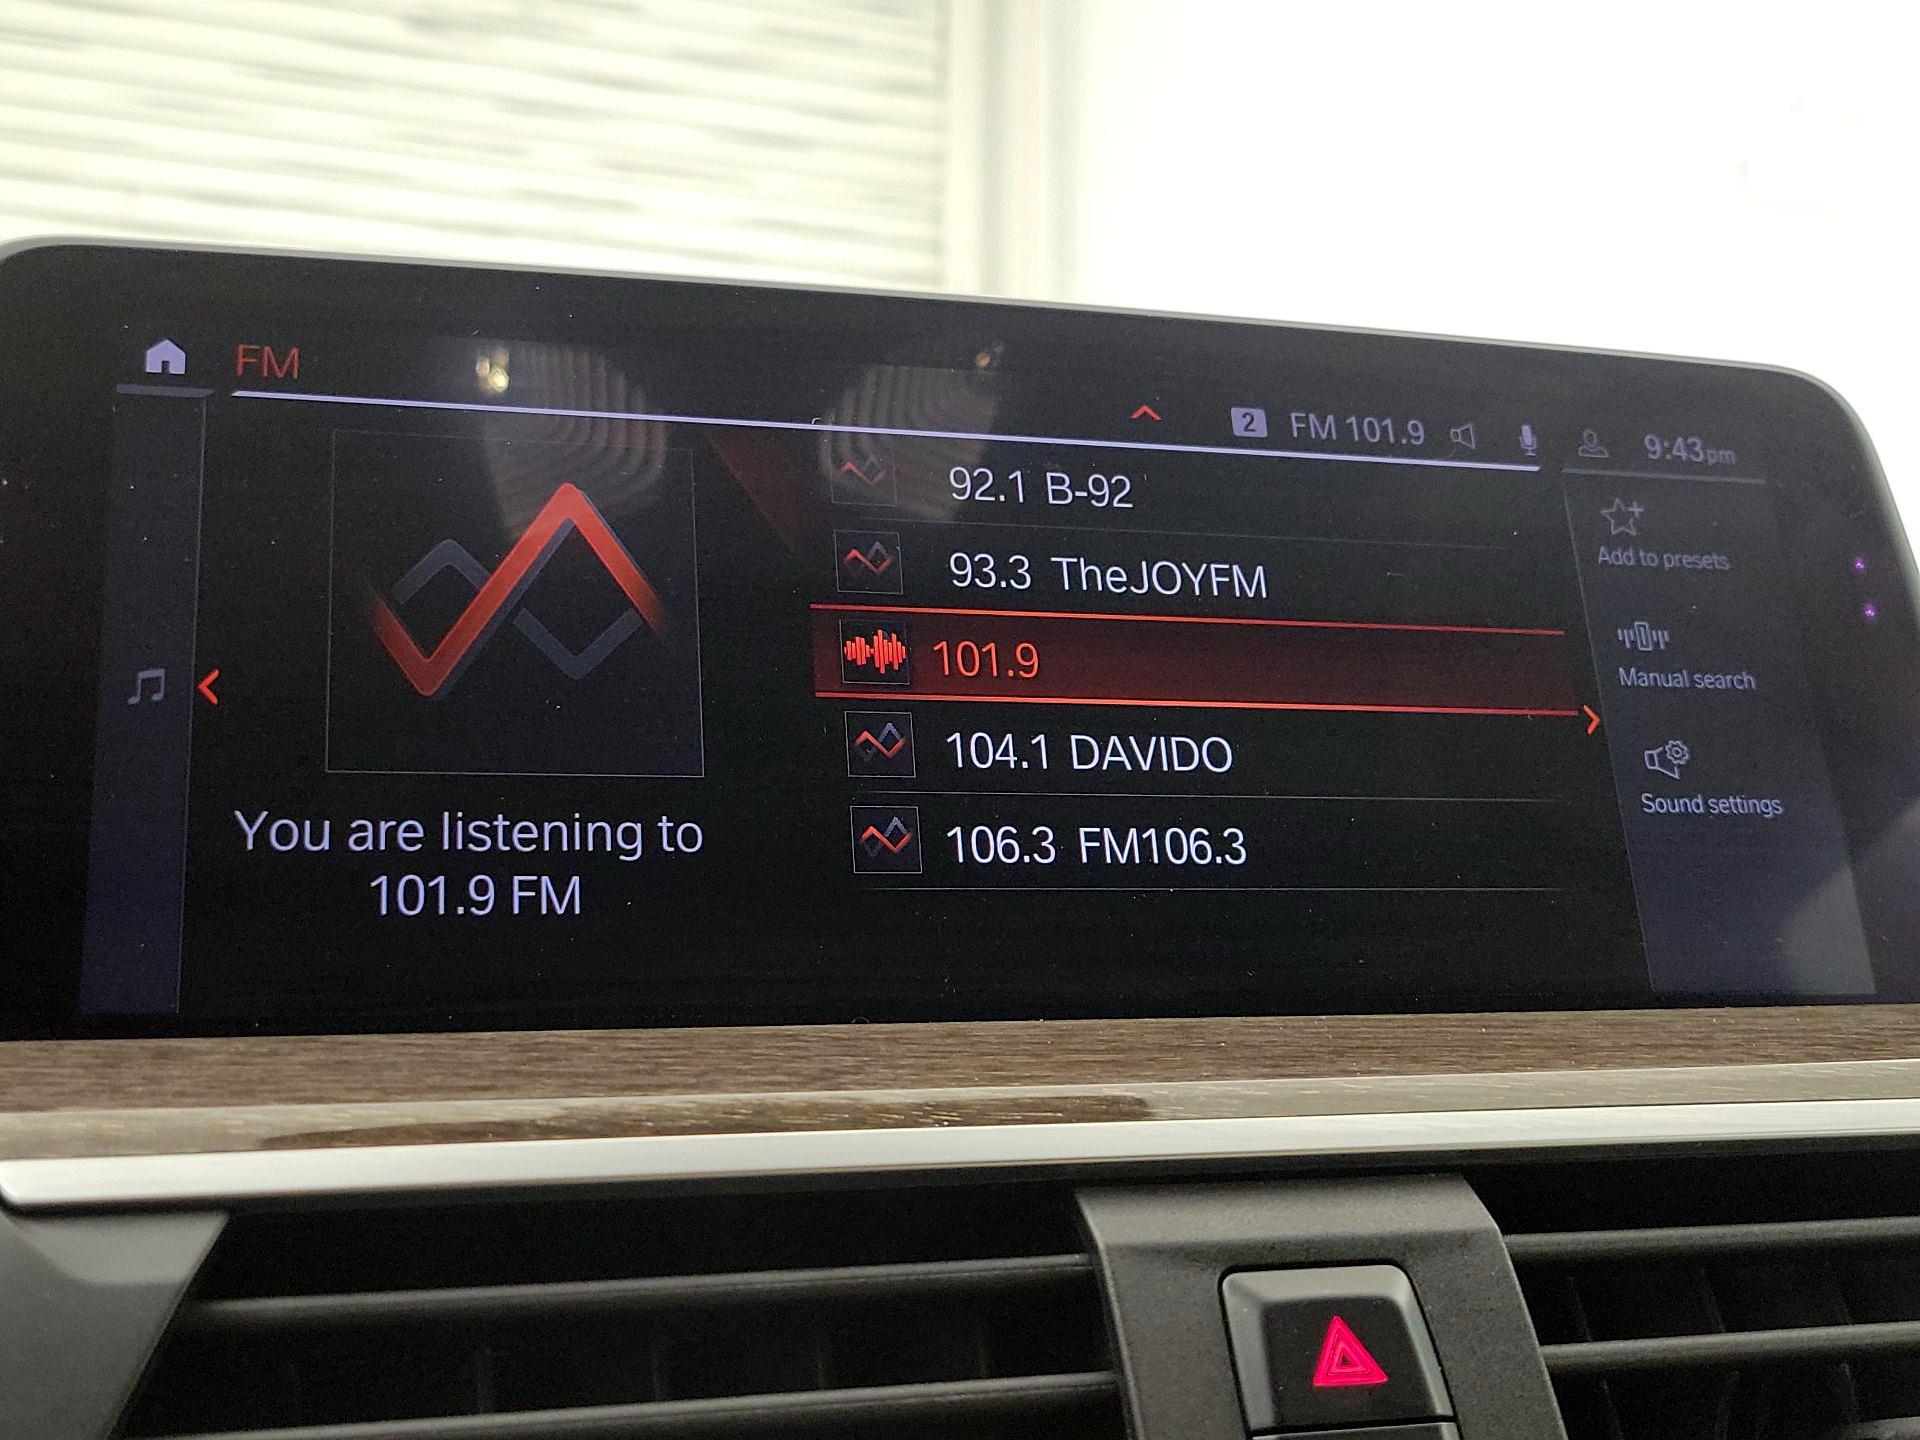 FM
2 FM 101.9 9:43pm
92.1 B-92
93.3 TheJOYFM
101.9
104.1 DAVIDO
106.3 FM106.3
You are listening to
101.9 FM
Add to presets
Manual search
Sound settings